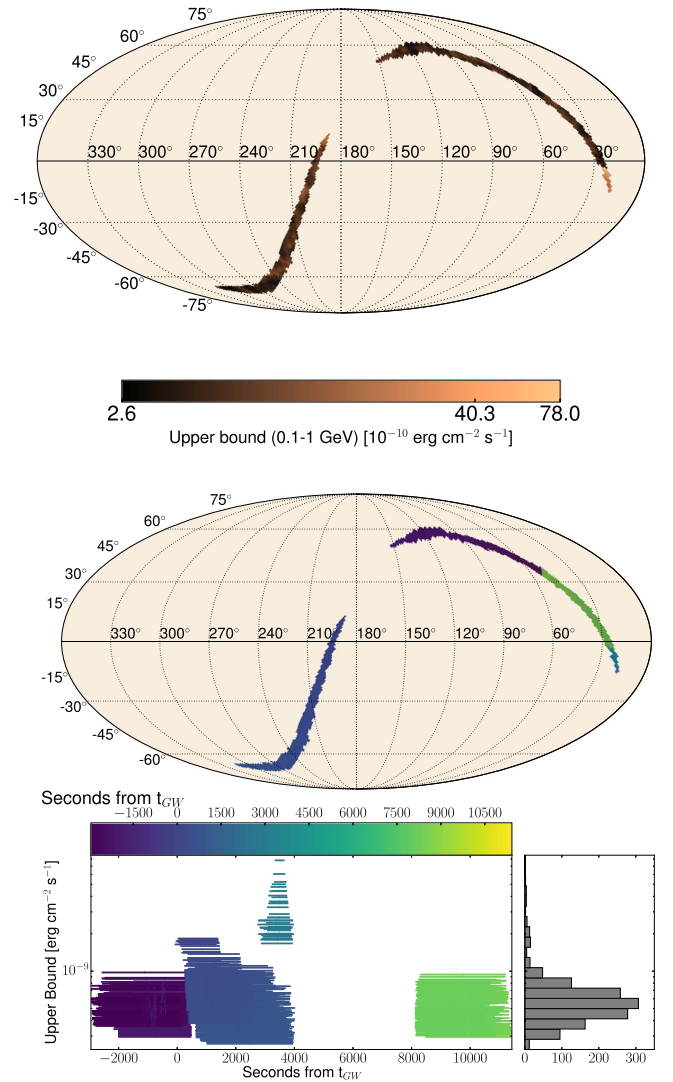 75°
60°
45°
30°
15°
330° 300° 270° 240° 210° 180° 150° 120° 90° 60° 30°
-15°
-30°
-45°
-60°
-75°
2.6 40.3 78.0
Upper bound (0.1-1 GeV) [10⁻¹⁰ erg cm⁻² s⁻¹]
75°
60°
45°
30°
15°
330° 300° 270° 240° 210° 180° 150° 120° 90° 60°
-15°
-30°
-45°
-60°
Seconds from t_GW
−1500 0 1500 3000 4500 6000 7500 9000 10500
Upper Bound [erg cm⁻² s⁻¹]
10⁻⁹
−2000 0 2000 4000 6000 8000 10000
0 100 200 300
Seconds from t_GW